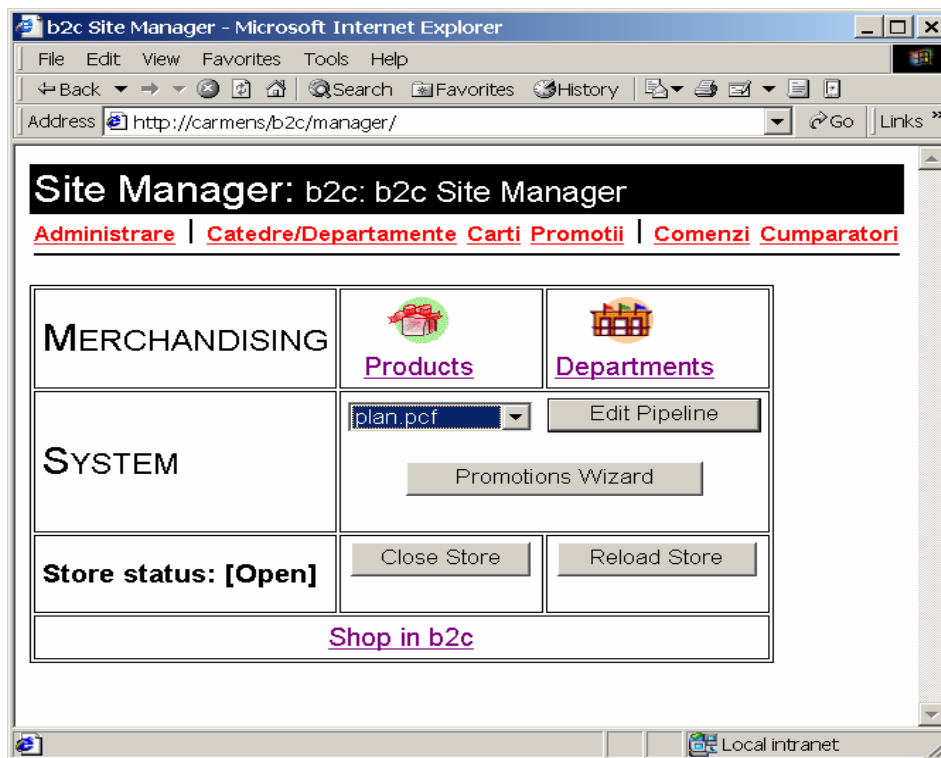 b2c Site Manager - Microsoft Internet Explorer
File Edit View Favorites Tools Help
Back Search Favorites History
Address http://carmens/b2c/manager/ Go Links »
Site Manager: b2c: b2c Site Manager
Administrare | Catedre/Departamente Carti Promotii | Comenzi Cumparatori
MERCHANDISING
Products Departments
SYSTEM
plan.pcf Edit Pipeline
Promotions Wizard
Store status: [Open] Close Store Reload Store
Shop in b2c
Local intranet